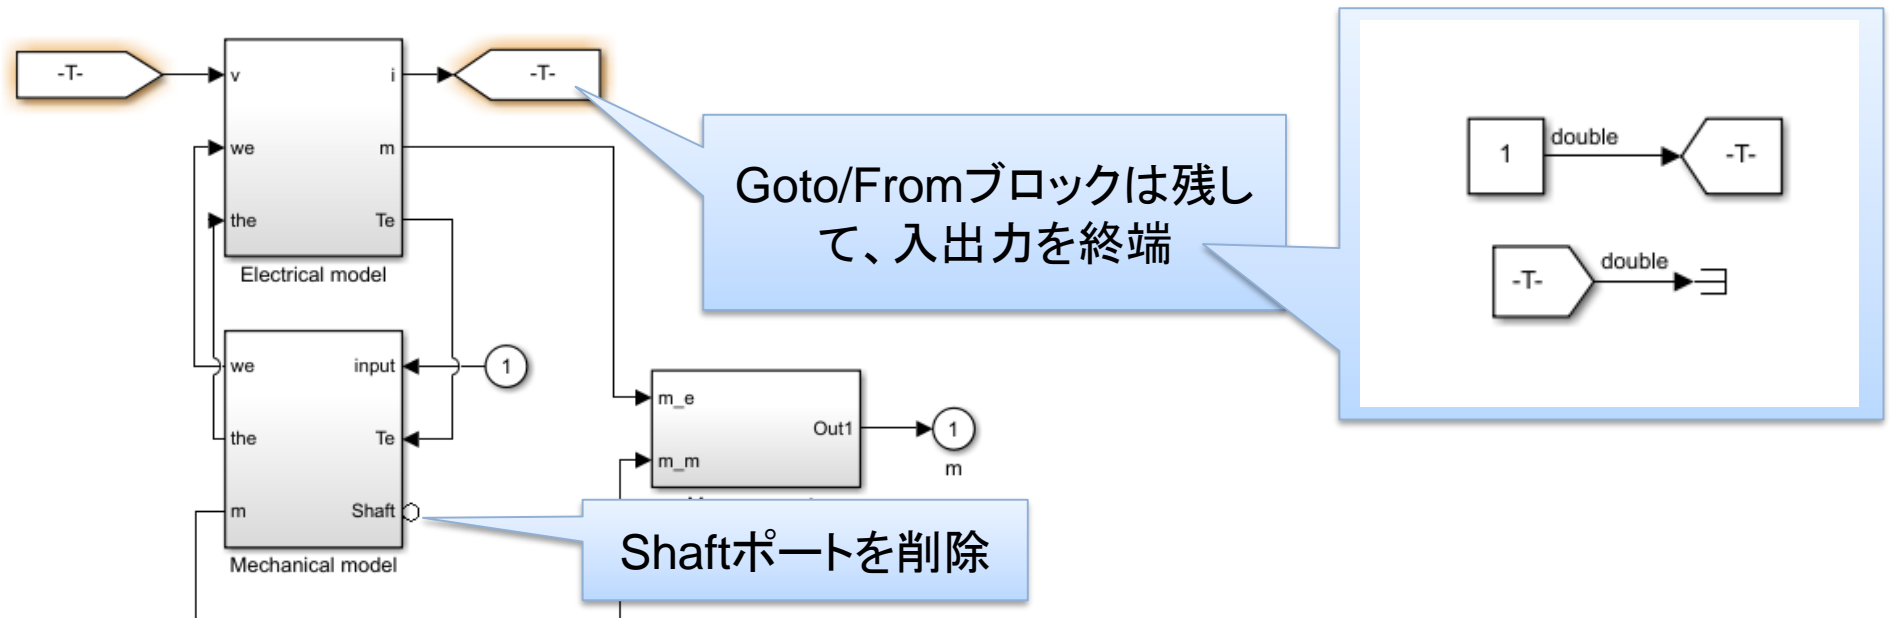 -T-
v
i
-T-
we
m
the
Te
Electrical model
we
input
1
the
Te
m
Shaft
Mechanical model
m_e
Out1
1
m_m
m
Goto/Fromブロックは残し
て、入出力を終端
Shaftポートを削除
1
double
-T-
-T-
double